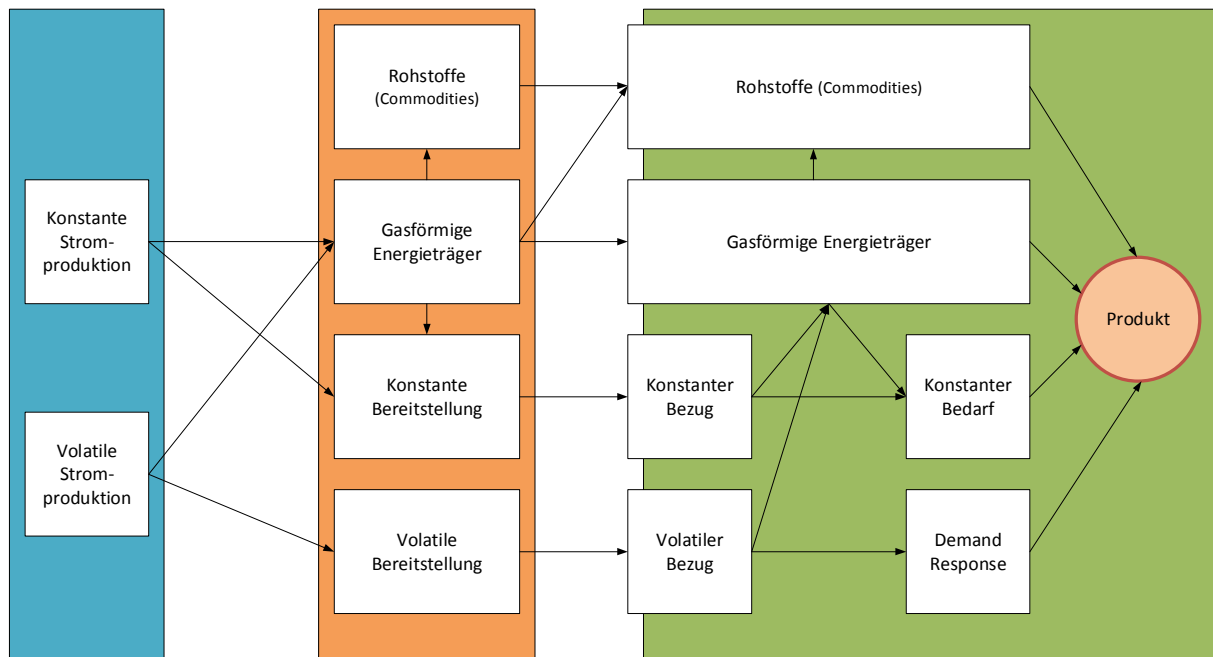 Rohstoffe
(Commodities)
Rohstoffe (Commodities)
Konstante
Strom-
produktion
Gasförmige
Energieträger
Gasförmige Energieträger
Produkt
Konstante
Bereitstellung
Konstanter
Bezug
Konstanter
Bedarf
Volatile
Strom-
produktion
Volatile
Bereitstellung
Volatiler
Bezug
Demand
Response